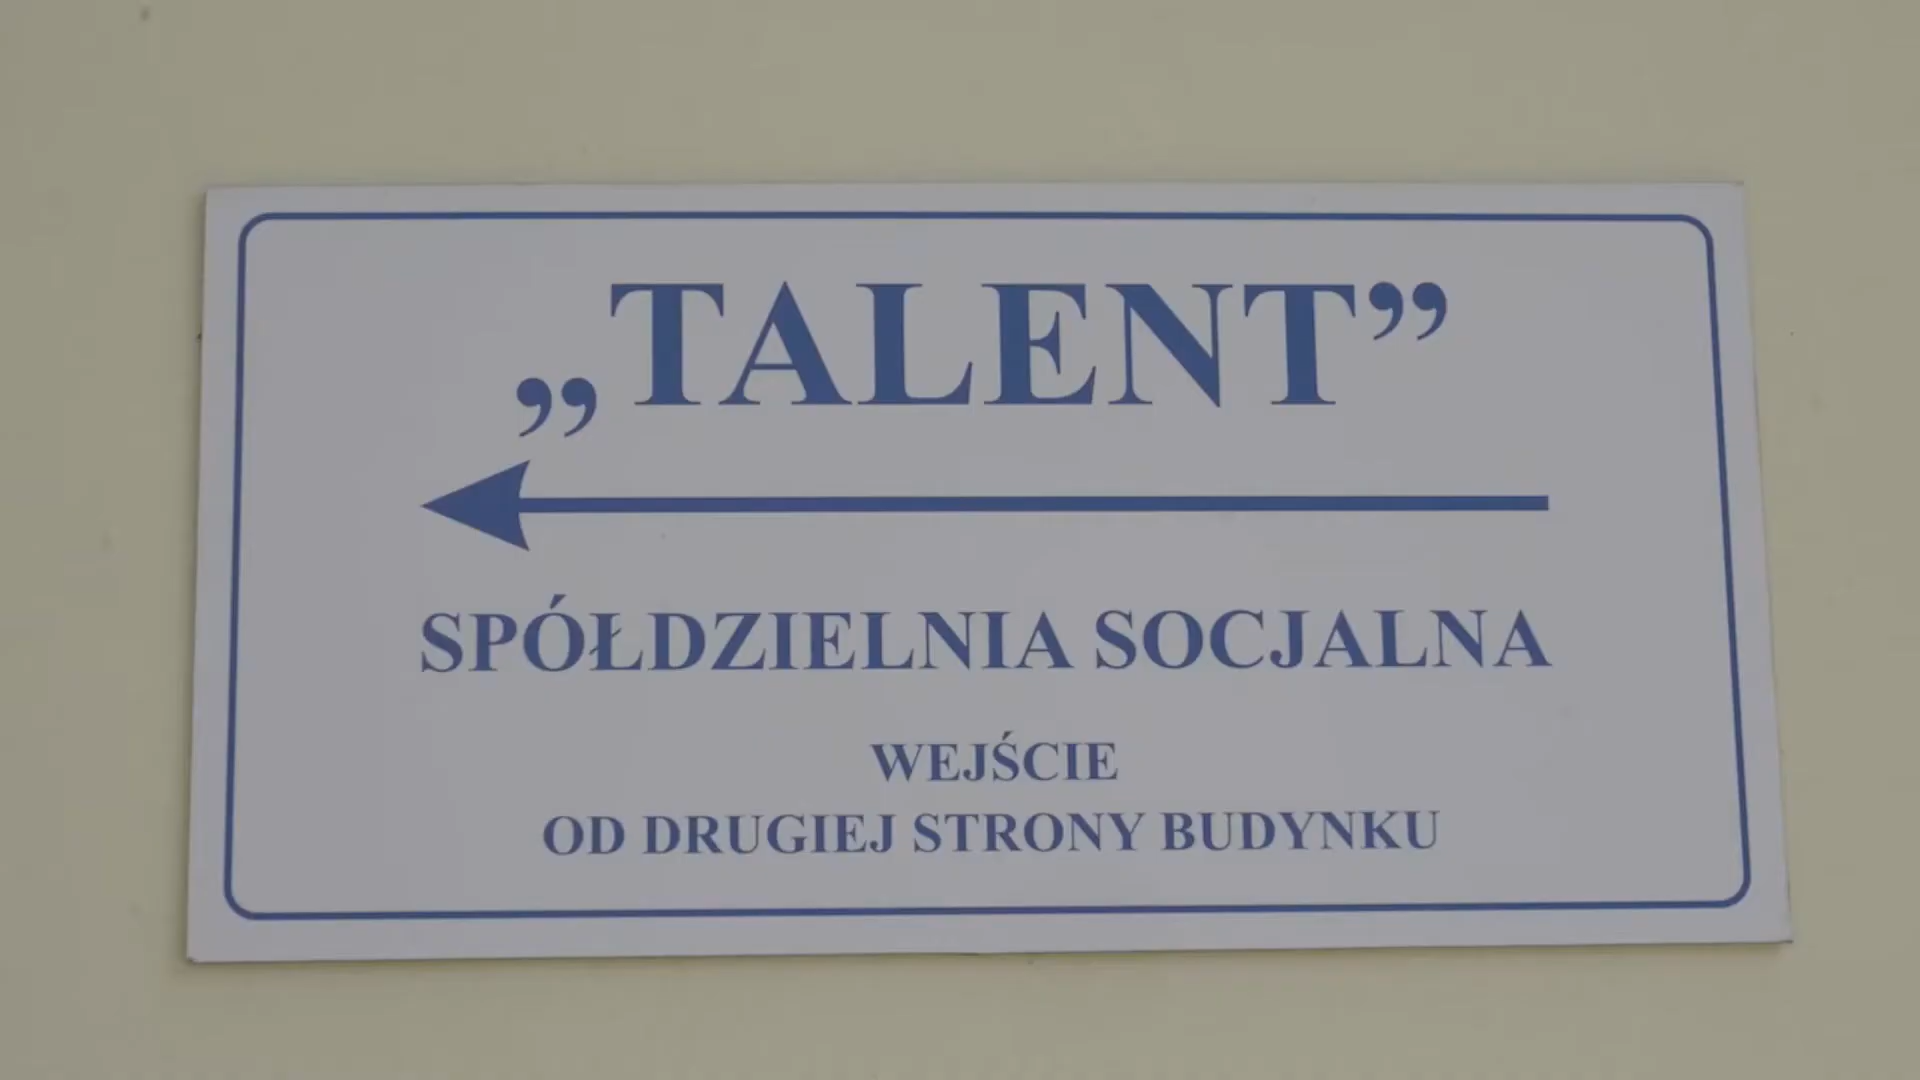 „TALENT”
SPÓŁDZIELNIA SOCJALNA
WEJŚCIE
OD DRUGIEJ STRONY BUDYNKU